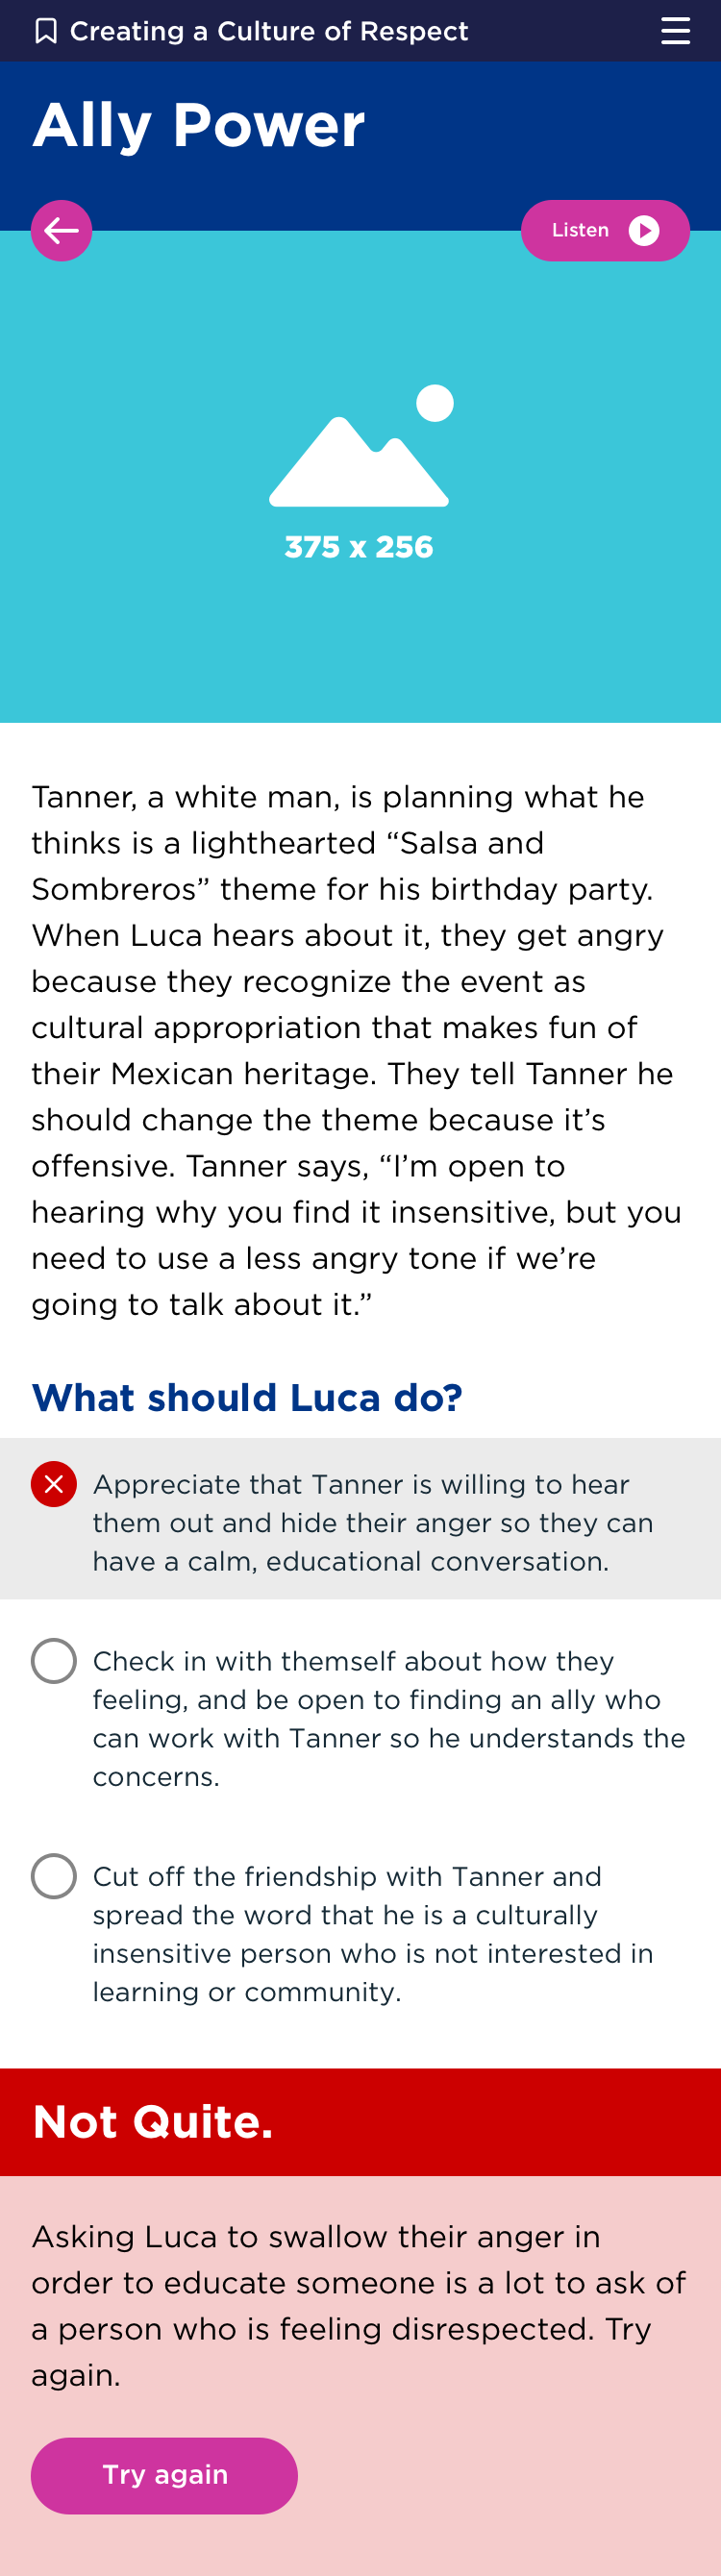 Creating a Culture of Respect
Ally Power
Listen
375 x 256
Tanner, a white man, is planning what he
thinks is a lighthearted “Salsa and
Sombreros” theme for his birthday party.
When Luca hears about it, they get angry
because they recognize the event as
cultural appropriation that makes fun of
their Mexican heritage. They tell Tanner he
should change the theme because it’s
offensive. Tanner says, “I’m open to
hearing why you find it insensitive, but you
need to use a less angry tone if we’re
going to talk about it.”
What should Luca do?
Appreciate that Tanner is willing to hear
them out and hide their anger so they can
have a calm, educational conversation.
Check in with themself about how they
feeling, and be open to finding an ally who
can work with Tanner so he understands the
concerns.
Cut off the friendship with Tanner and
spread the word that he is a culturally
insensitive person who is not interested in
learning or community.
Not Quite.
Asking Luca to swallow their anger in
order to educate someone is a lot to ask of
a person who is feeling disrespected. Try
again.
Try again